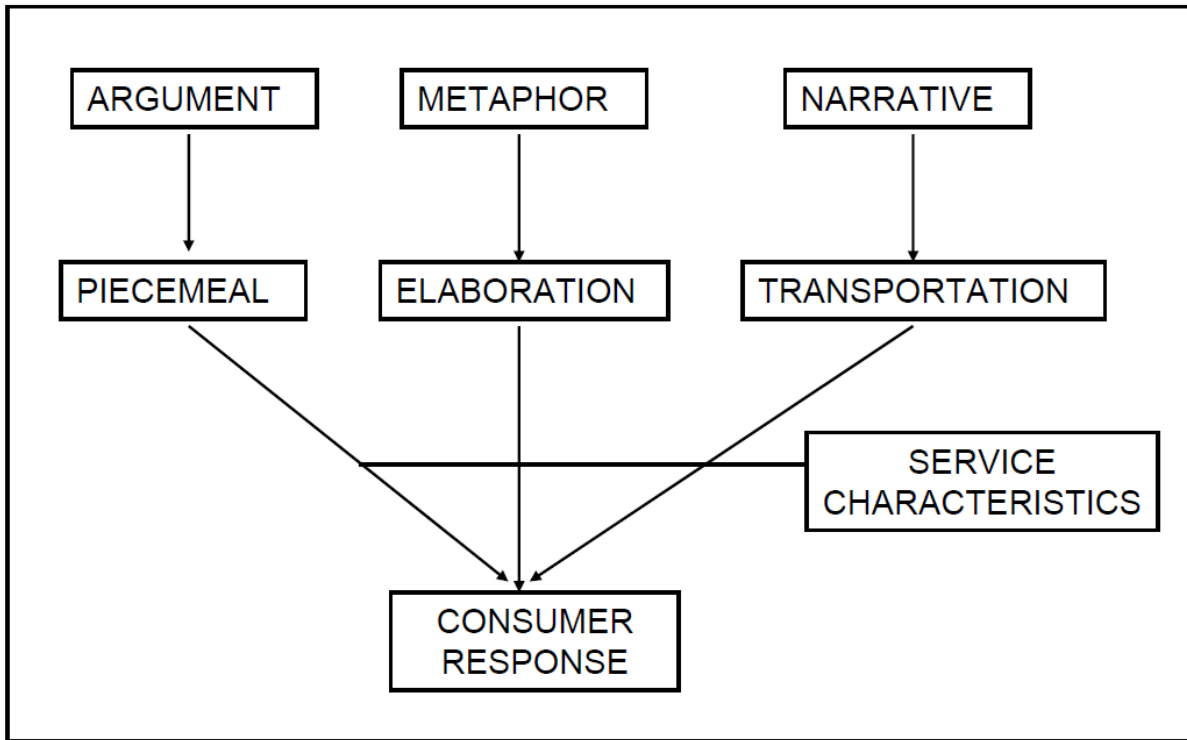 ARGUMENT
METAPHOR
NARRATIVE
PIECEMEAL
ELABORATION
TRANSPORTATION
SERVICE
CHARACTERISTICS
CONSUMER
RESPONSE